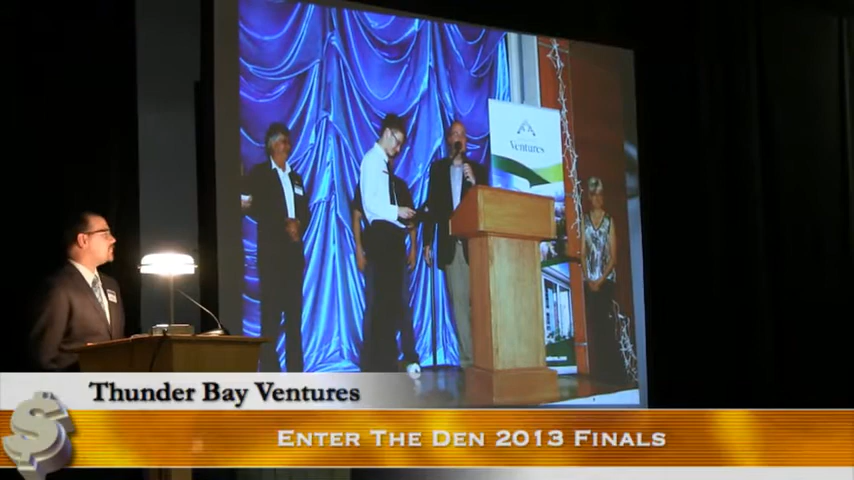 Ventures
Thunder Bay Ventures
$
ENTER THE DEN 2013 FINALS